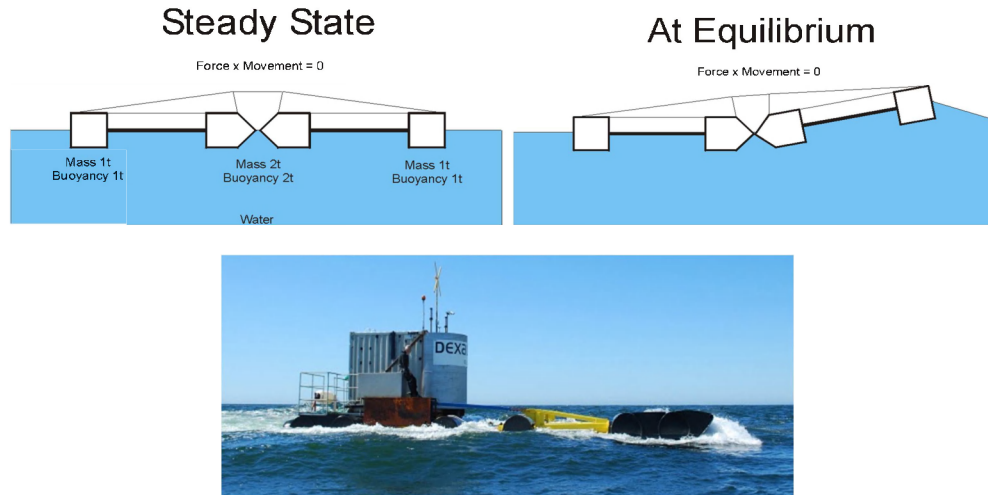 Steady State
Force x Movement = 0
Mass 1t
Buoyancy 1t
Mass 2t
Buoyancy 2t
Mass 1t
Buoyancy 1t
Water
At Equilibrium
Force x Movement = 0
DEXA